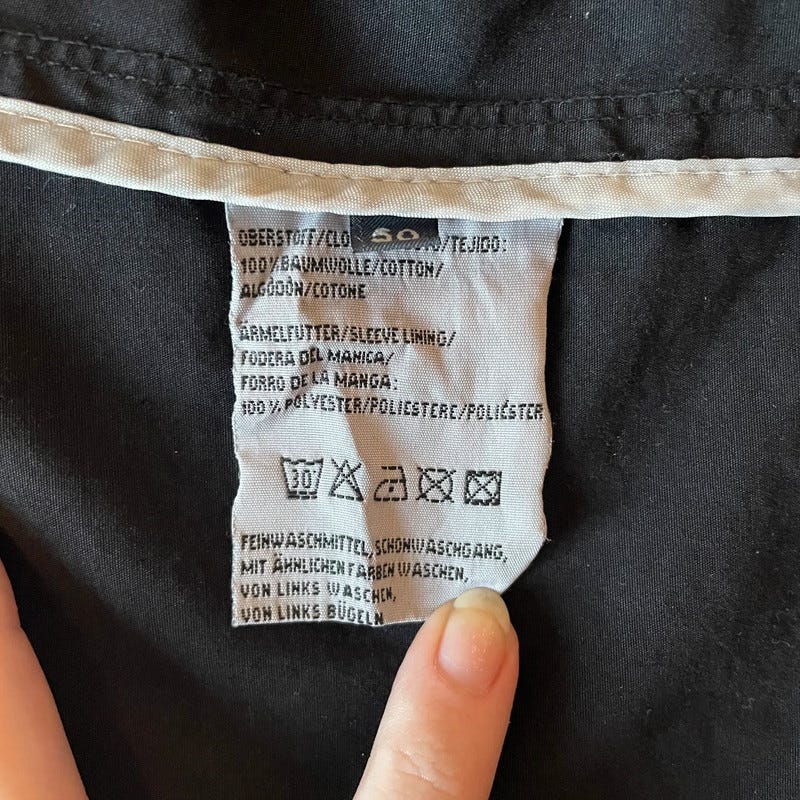 50
OBERSTOFF/CLO /TEJIDO:
100%BAUMWOLLE/COTTON/
ALGODÓN/COTONE
ÄRMELFUTTER/SLEEVE LINING/
FODERA DEL MANICA/
FORRO DE LA MANGA:
100% POLYESTER/POLIESTERE/POLIÉSTER
30
FEINWASCHMITTEL, SCHONWASCHGANG,
MIT ÄHNLICHEN FARBEN WASCHEN,
VON LINKS WASCHEN,
VON LINKS BÜGELN